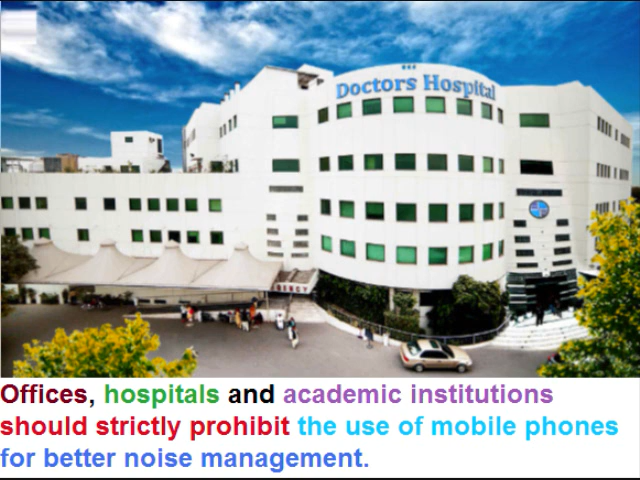 Doctors Hospital
Offices, hospitals and academic institutions
should strictly prohibit the use of mobile phones
for better noise management.